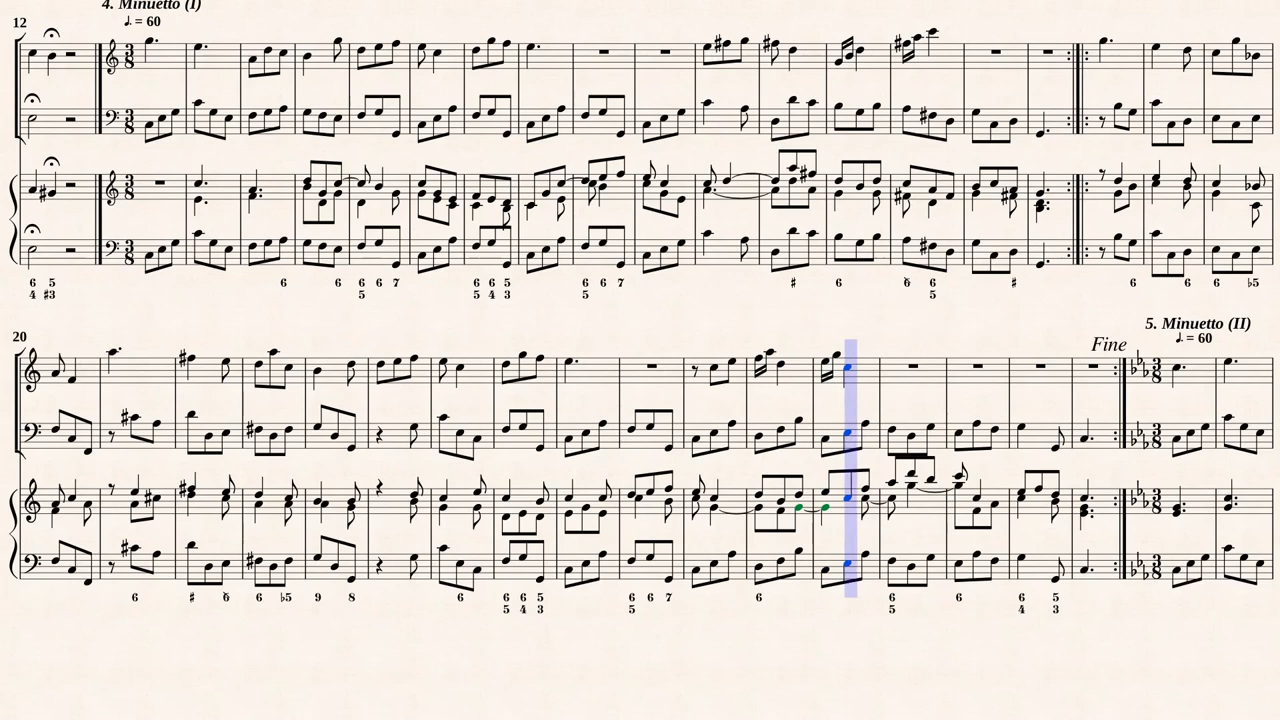 4. Minuetto (I)
12
♩. = 60
3 8
3 8
3 8
3 8
6 5 6 6 6 6 7 6 6 5 6 6 7 ♯ 6 6 6 ♯ 6 6 6 ♭5
4 ♯3 5 5 4 3 5 5
5. Minuetto (II)
20
Fine
♩. = 60
3 8
3 8
3 8
3 8
6 ♯ 6 6 ♭5 9 8 6 6 6 5 6 6 7 6 6 6 6 5
5 4 3 5 5 4 3